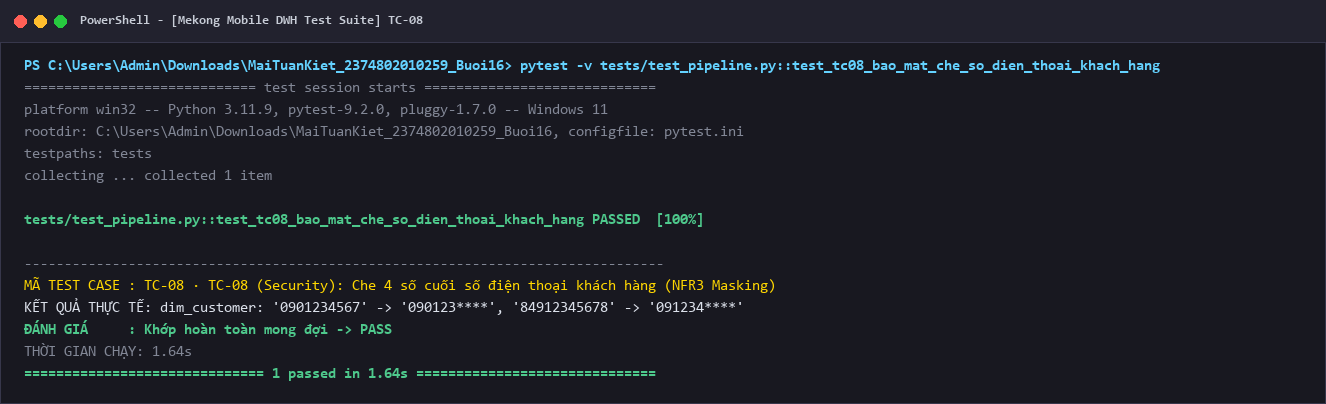 PowerShell - [Mekong Mobile DWH Test Suite] TC-08
PS C:\Users\Admin\Downloads\MaiTuanKiet_2374802010259_Buoi16> pytest -v tests/test_pipeline.py::test_tc08_bao_mat_che_so_dien_thoai_khach_hang
============================= test session starts =============================
platform win32 -- Python 3.11.9, pytest-9.2.0, pluggy-1.7.0 -- Windows 11
rootdir: C:\Users\Admin\Downloads\MaiTuanKiet_2374802010259_Buoi16, configfile: pytest.ini
testpaths: tests
collecting ... collected 1 item
tests/test_pipeline.py::test_tc08_bao_mat_che_so_dien_thoai_khach_hang PASSED  [100%]
--------------------------------------------------------------------------------
MÃ TEST CASE : TC-08 · TC-08 (Security): Che 4 số cuối số điện thoại khách hàng (NFR3 Masking)
KẾT QUẢ THỰC TẾ: dim_customer: '0901234567' -> '090123****', '84912345678' -> '091234****'
ĐÁNH GIÁ     : Khớp hoàn toàn mong đợi -> PASS
THỜI GIAN CHẠY: 1.64s
============================== 1 passed in 1.64s ==============================